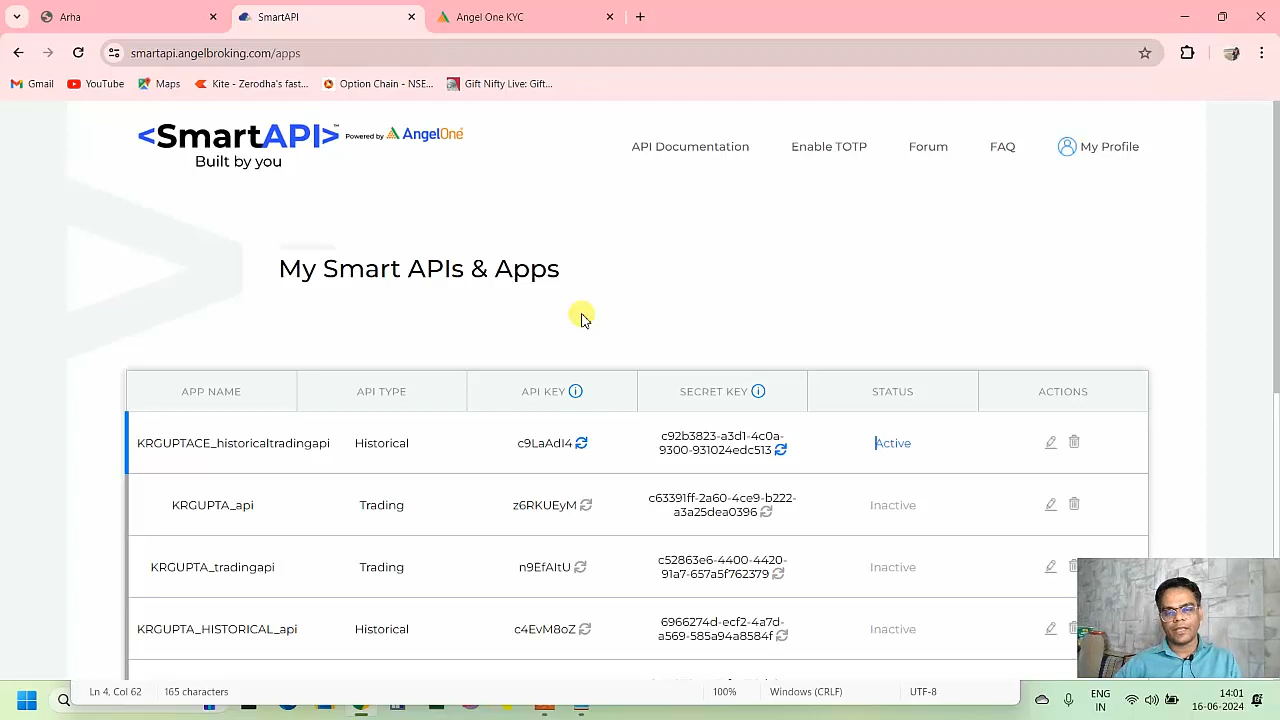 Arha
SmartAPI
Angel One KYC
smartapi.angelbroking.com/apps
Gmail
YouTube
Maps
Kite - Zerodha's fast...
Option Chain - NSE...
Gift Nifty Live: Gift...
<SmartAPI>™ Powered by AngelOne
Built by you
API Documentation
Enable TOTP
Forum
FAQ
My Profile
My Smart APIs & Apps
APP NAME API TYPE API KEY SECRET KEY STATUS ACTIONS
KRGUPTACE_historicaltradingapi Historical c9LaAdI4 c92b3823-a3d1-4c0a-
9300-931024edc513 Active
KRGUPTA_api Trading z6RKUEyM c63391ff-2a60-4ce9-b222-
a3a25dea0396 Inactive
KRGUPTA_tradingapi Trading n9EfAItU c52863e6-4400-4420-
91a7-657a5f762379 Inactive
KRGUPTA_HISTORICAL_api Historical c4EvM8oZ 6966274d-ecf2-4a7d-
a569-585a94a8584f Inactive
Ln 4, Col 62 165 characters 100% Windows (CRLF) UTF-8
ENG
IN
14:01
16-06-2024